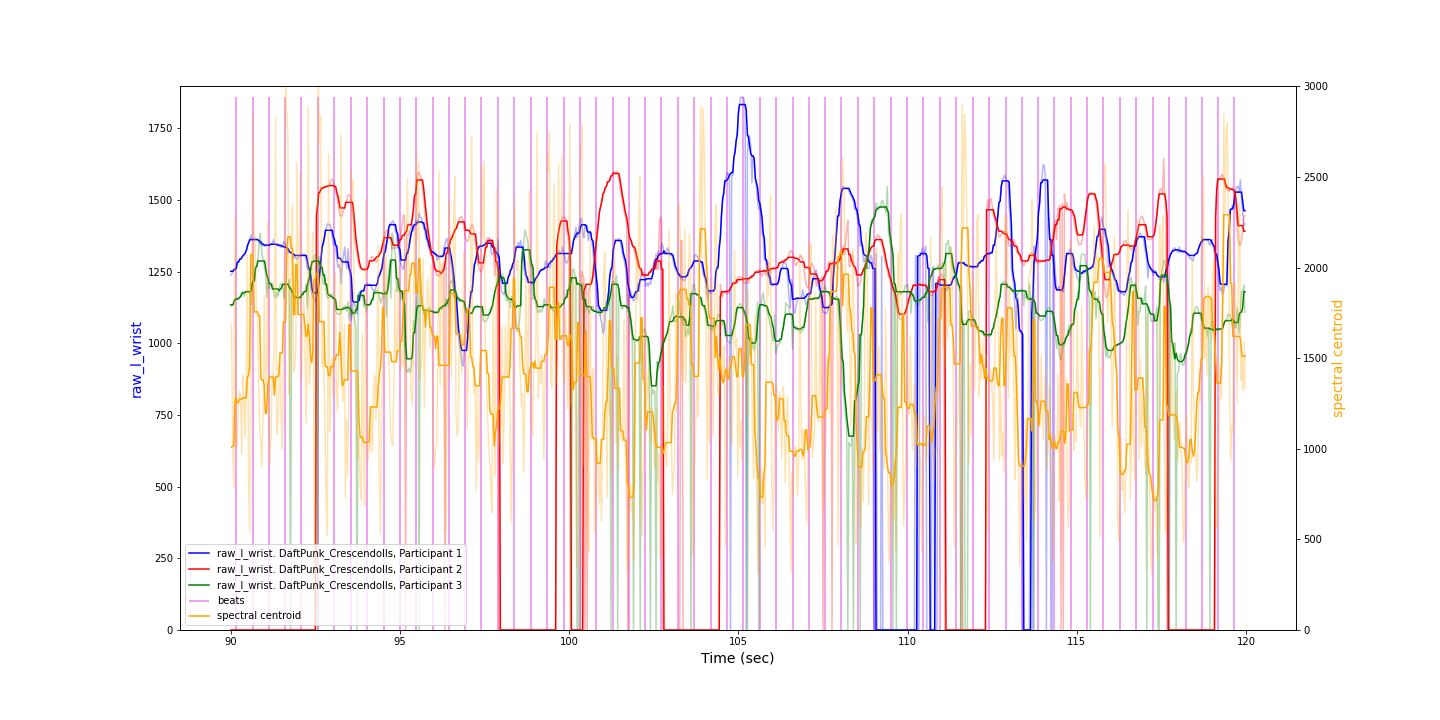 1750
1500
1250
1000
750
500
250
0
raw_l_wrist
3000
2500
2000
1500
1000
500
0
spectral centroid
raw_l_wrist. DaftPunk_Crescendolls, Participant 1
raw_l_wrist. DaftPunk_Crescendolls, Participant 2
raw_l_wrist. DaftPunk_Crescendolls, Participant 3
beats
spectral centroid
90 95 100 105 110 115 120
Time (sec)